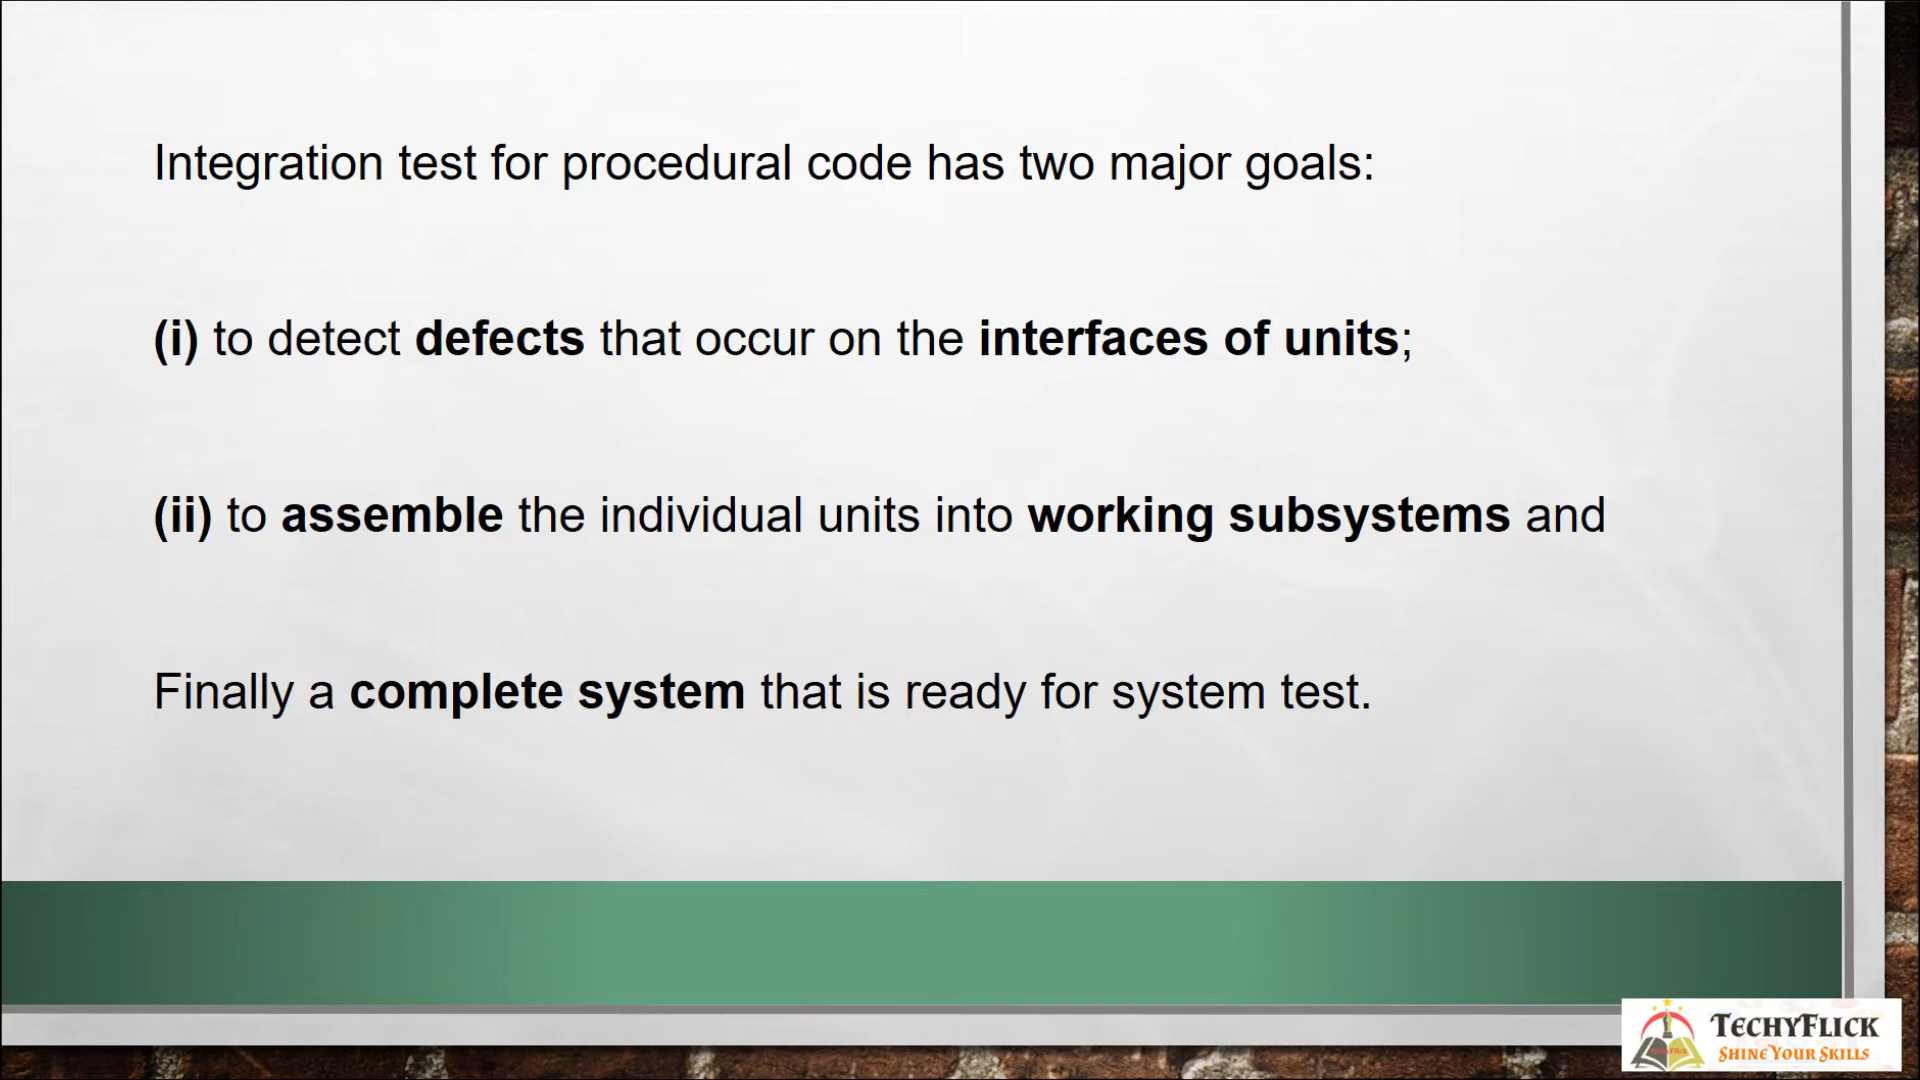 Integration test for procedural code has two major goals:
(i) to detect defects that occur on the interfaces of units;
(ii) to assemble the individual units into working subsystems and
Finally a complete system that is ready for system test.
TECHYFLICK
SHINE YOUR SKILLS